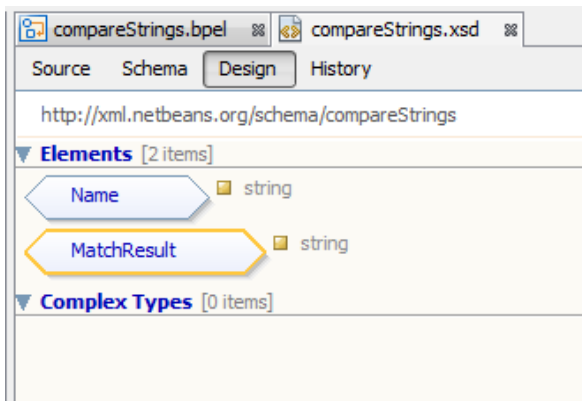 compareStrings.bpel compareStrings.xsd
Source Schema Design History
http://xml.netbeans.org/schema/compareStrings
Elements [2 items]
Name string
MatchResult string
Complex Types [0 items]